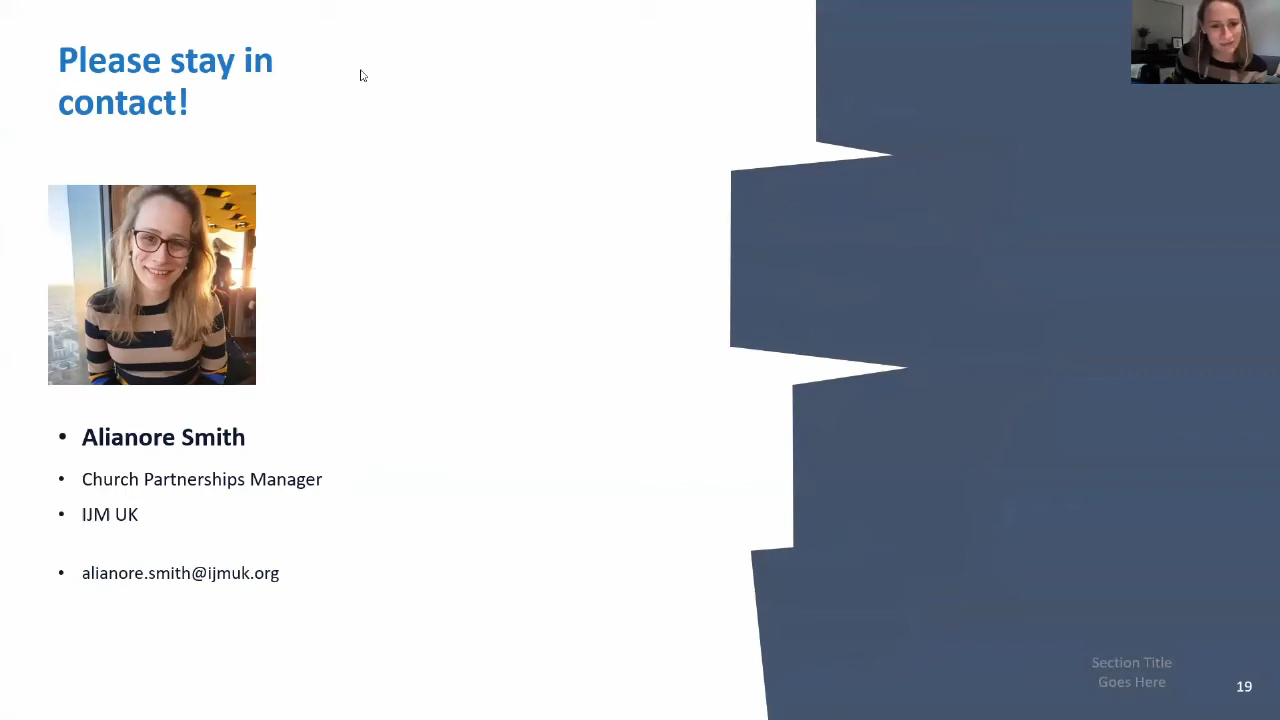 Please stay in
contact!
• Alianore Smith
• Church Partnerships Manager
• IJM UK
• alianore.smith@ijmuk.org
Section Title
Goes Here
19